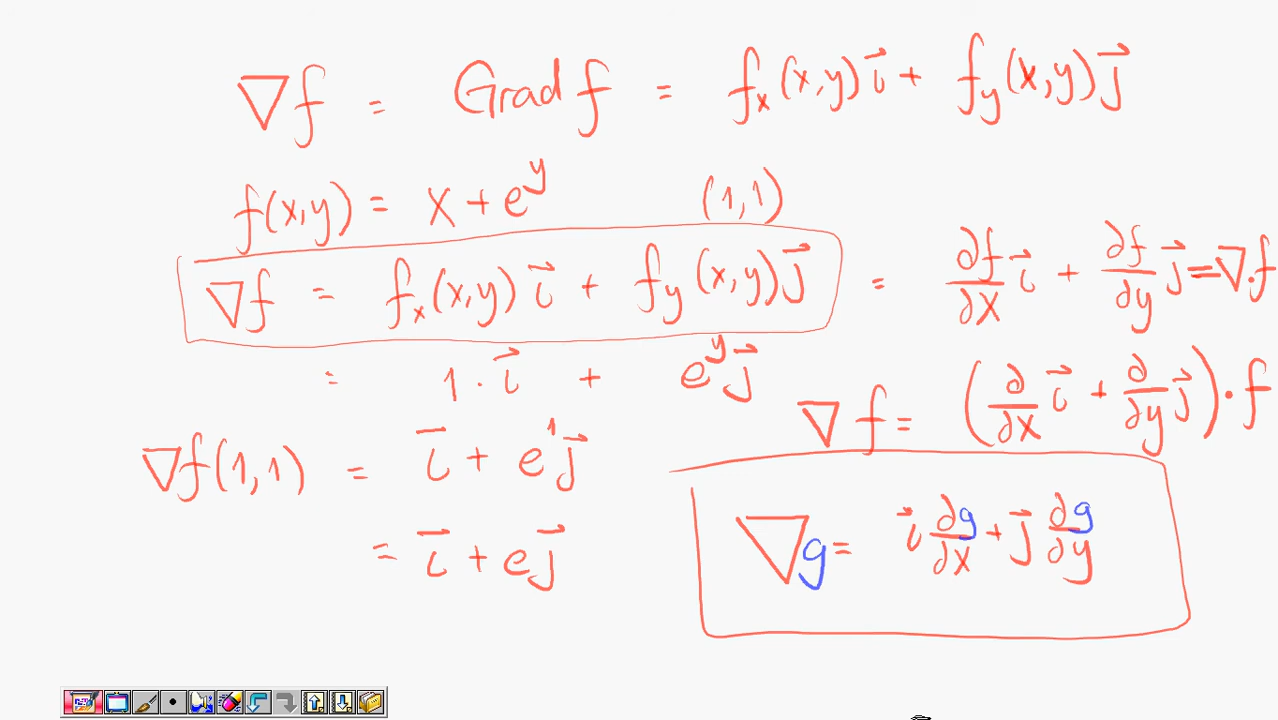 ∇f = Grad f = f_x(x,y) i⃗ + f_y(x,y) j⃗
f(x,y) = x + e^y (1,1)
∇f = f_x(x,y) i⃗ + f_y(x,y) j⃗ = ∂f/∂x i⃗ + ∂f/∂y j⃗ = ∇.f
= 1 · i⃗ + e^y j⃗
∇f = (∂/∂x i⃗ + ∂/∂y j⃗) · f
∇f(1,1) = i⃗ + e^1 j⃗
= i⃗ + e j⃗
∇g = i⃗ ∂g/∂x + j⃗ ∂g/∂y